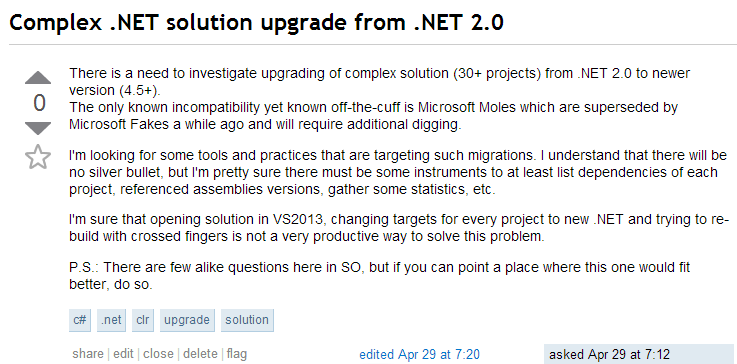 Complex .NET solution upgrade from .NET 2.0
There is a need to investigate upgrading of complex solution (30+ projects) from .NET 2.0 to newer
version (4.5+).
0
The only known incompatibility yet known off-the-cuff is Microsoft Moles which are superseded by
Microsoft Fakes a while ago and will require additional digging.
I'm looking for some tools and practices that are targeting such migrations. I understand that there will be
no silver bullet, but I'm pretty sure there must be some instruments to at least list dependencies of each
project, referenced assemblies versions, gather some statistics, etc.
I'm sure that opening solution in VS2013, changing targets for every project to new .NET and trying to re-
build with crossed fingers is not a very productive way to solve this problem.
P.S.: There are few alike questions here in SO, but if you can point a place where this one would fit
better, do so.
c# .net clr upgrade solution
share | edit | close | delete | flag edited Apr 29 at 7:20 asked Apr 29 at 7:12